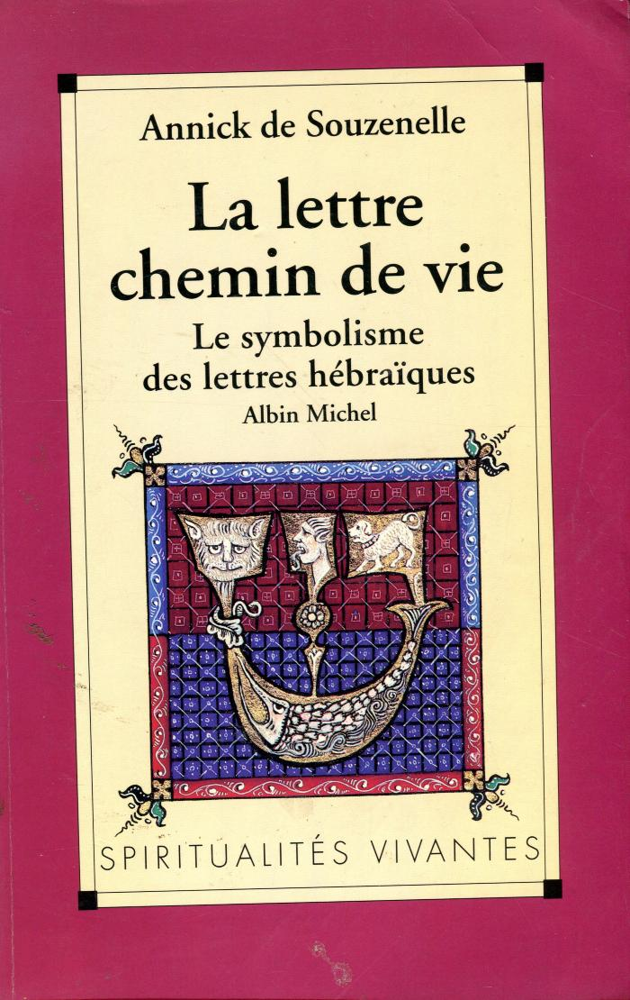 Annick de Souzenelle
La lettre
chemin de vie
Le symbolisme
des lettres hébraïques
Albin Michel
SPIRITUALITÉS VIVANTES